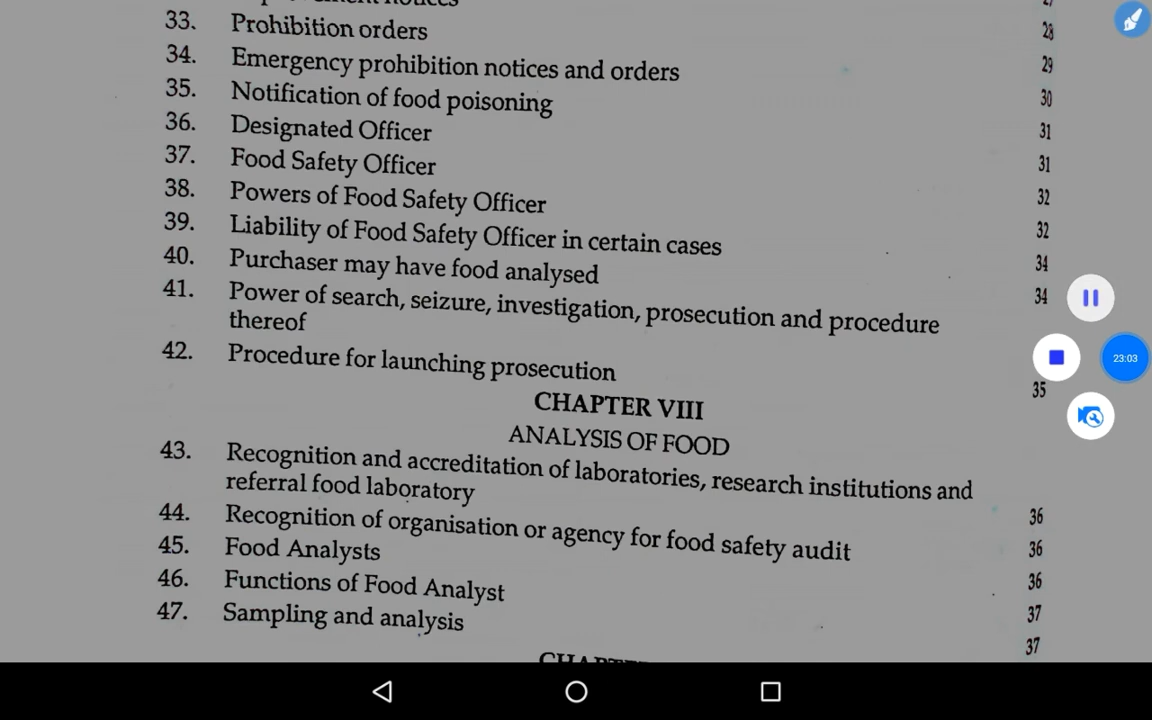 33. Prohibition orders 28
34. Emergency prohibition notices and orders 29
35. Notification of food poisoning 30
36. Designated Officer 31
37. Food Safety Officer 31
38. Powers of Food Safety Officer 32
39. Liability of Food Safety Officer in certain cases 32
40. Purchaser may have food analysed 34
41. Power of search, seizure, investigation, prosecution and procedure 34
thereof
42. Procedure for launching prosecution 35
CHAPTER VIII
ANALYSIS OF FOOD
43. Recognition and accreditation of laboratories, research institutions and
referral food laboratory 36
44. Recognition of organisation or agency for food safety audit 36
45. Food Analysts 36
46. Functions of Food Analyst 37
47. Sampling and analysis 37
23:03